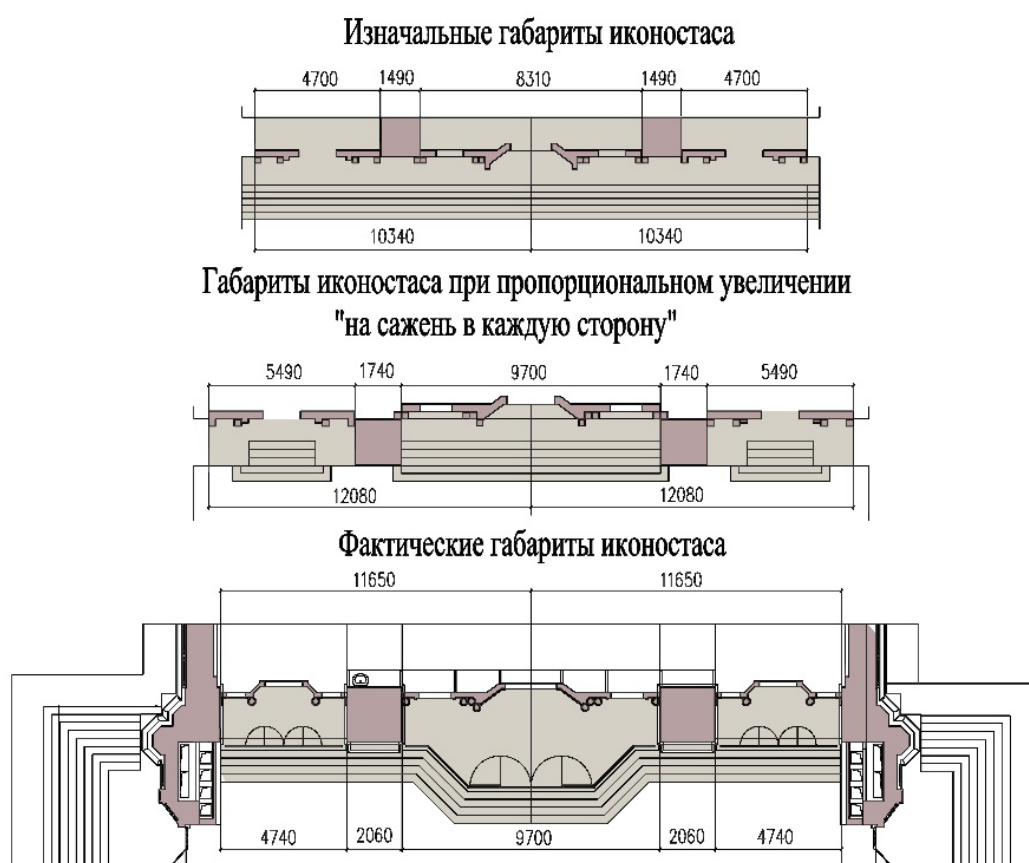 Изначальные габариты иконостаса
4700 1490 8310 1490 4700
10340 10340
Габариты иконостаса при пропорциональном увеличении
"на сажень в каждую сторону"
5490 1740 9700 1740 5490
12080 12080
Фактические габариты иконостаса
11650 11650
4740 2060 9700 2060 4740